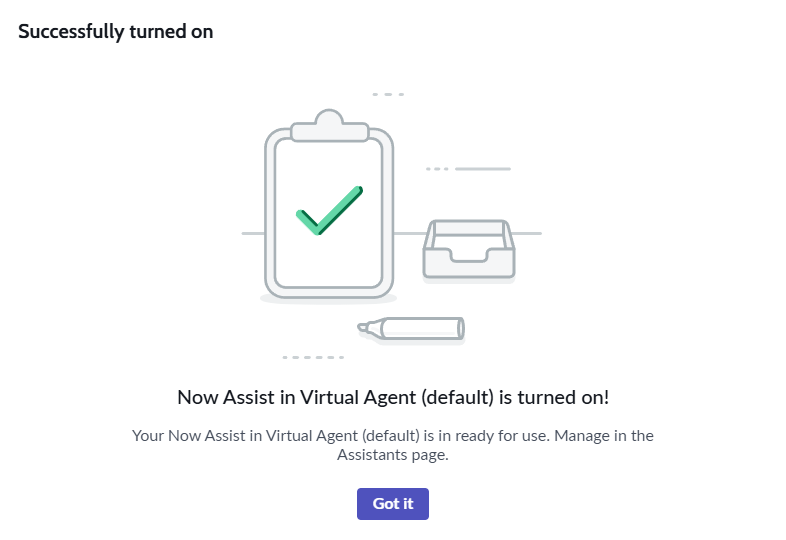 Successfully turned on
Now Assist in Virtual Agent (default) is turned on!
Your Now Assist in Virtual Agent (default) is in ready for use. Manage in the
Assistants page.
Got it